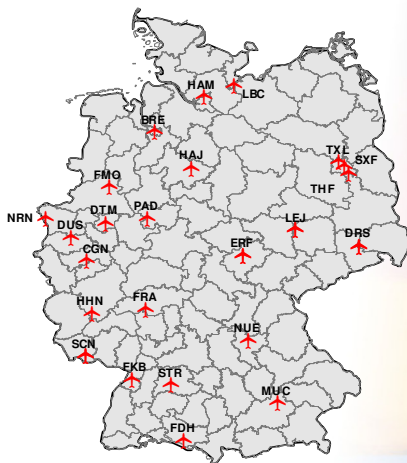 HAM
LBC
BRE
HAJ
TXL
SXF
FMO
THF
NRN
DTM
PAD
DUS
LEJ
DRS
CGN
ERF
HHN
FRA
NUE
SCN
FKB
STR
MUC
FDH